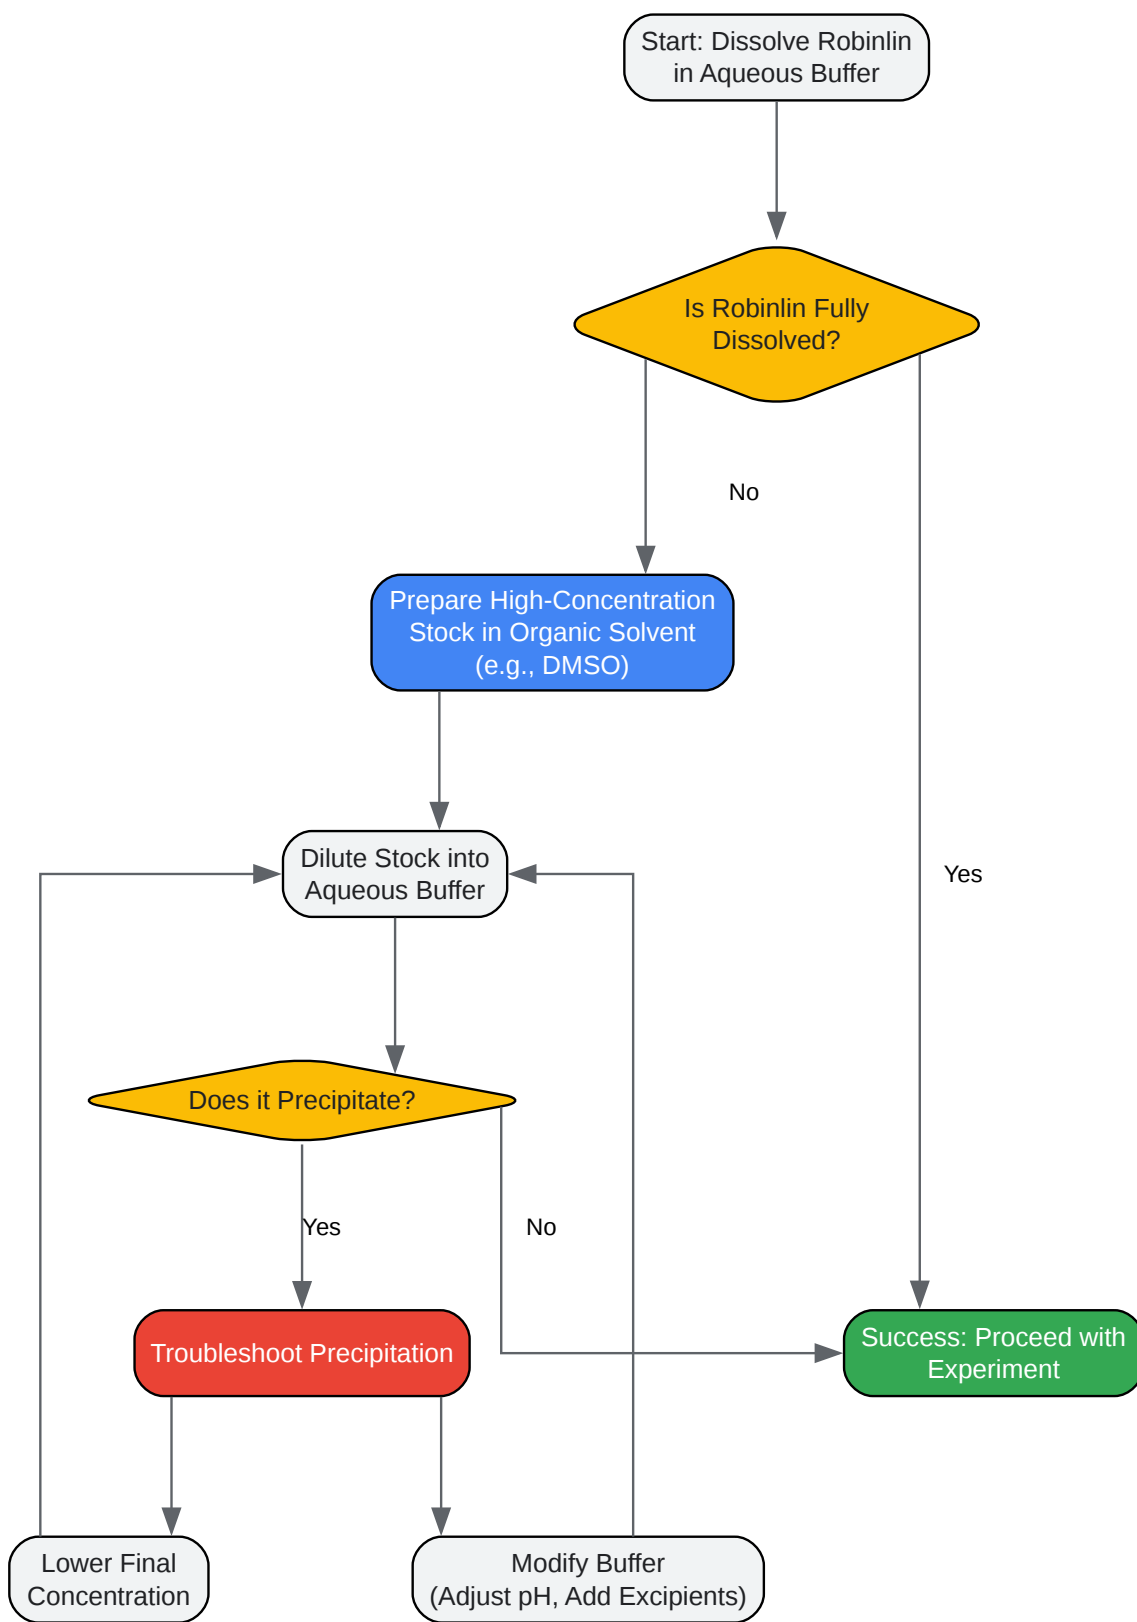 Start: Dissolve Robinlin
in Aqueous Buffer
Is Robinlin Fully
Dissolved?
No
Prepare High-Concentration
Stock in Organic Solvent
(e.g., DMSO)
Dilute Stock into
Aqueous Buffer
Yes
Does it Precipitate?
Yes
No
Troubleshoot Precipitation
Success: Proceed with
Experiment
Lower Final
Concentration
Modify Buffer
(Adjust pH, Add Excipients)